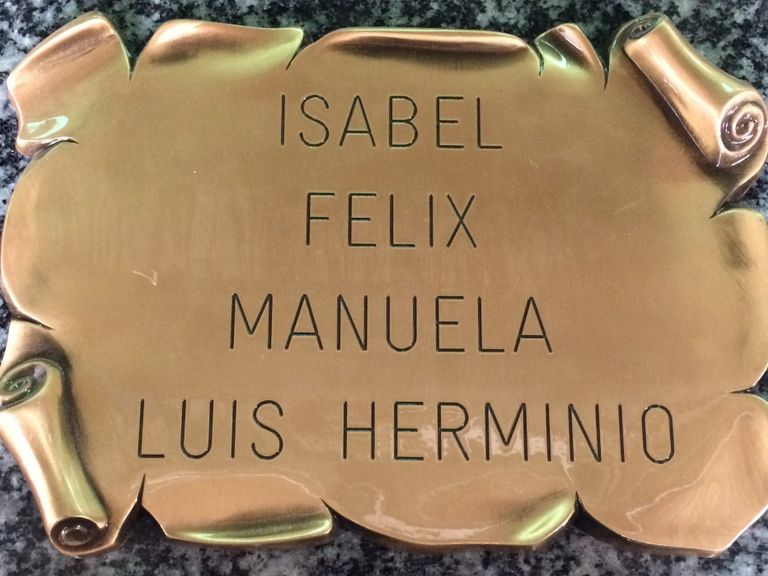 ISABEL
FELIX
MANUELA
LUIS HERMINIO